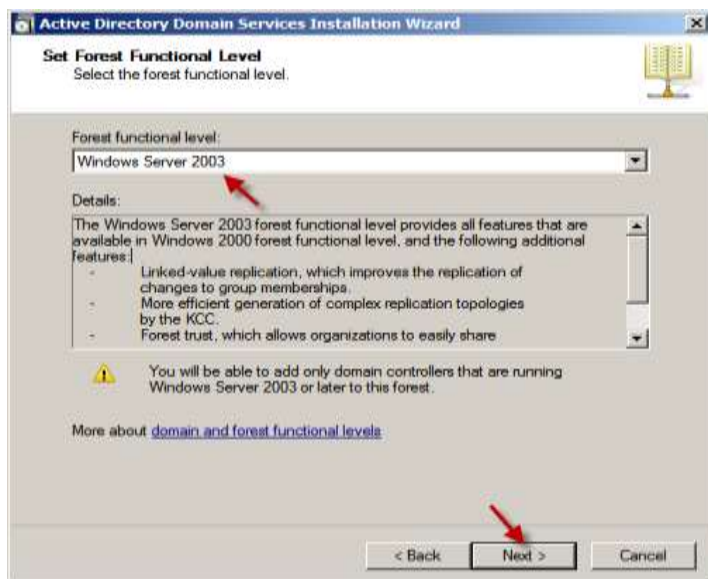 Active Directory Domain Services Installation Wizard
Set Forest Functional Level
Select the forest functional level.
Forest functional level:
Windows Server 2003
Details:
The Windows Server 2003 forest functional level provides all features that are
available in Windows 2000 forest functional level, and the following additional
features:
- Linked-value replication, which improves the replication of
changes to group memberships.
- More efficient generation of complex replication topologies
by the KCC.
- Forest trust, which allows organizations to easily share
You will be able to add only domain controllers that are running
Windows Server 2003 or later to this forest.
More about domain and forest functional levels
< Back
Next >
Cancel